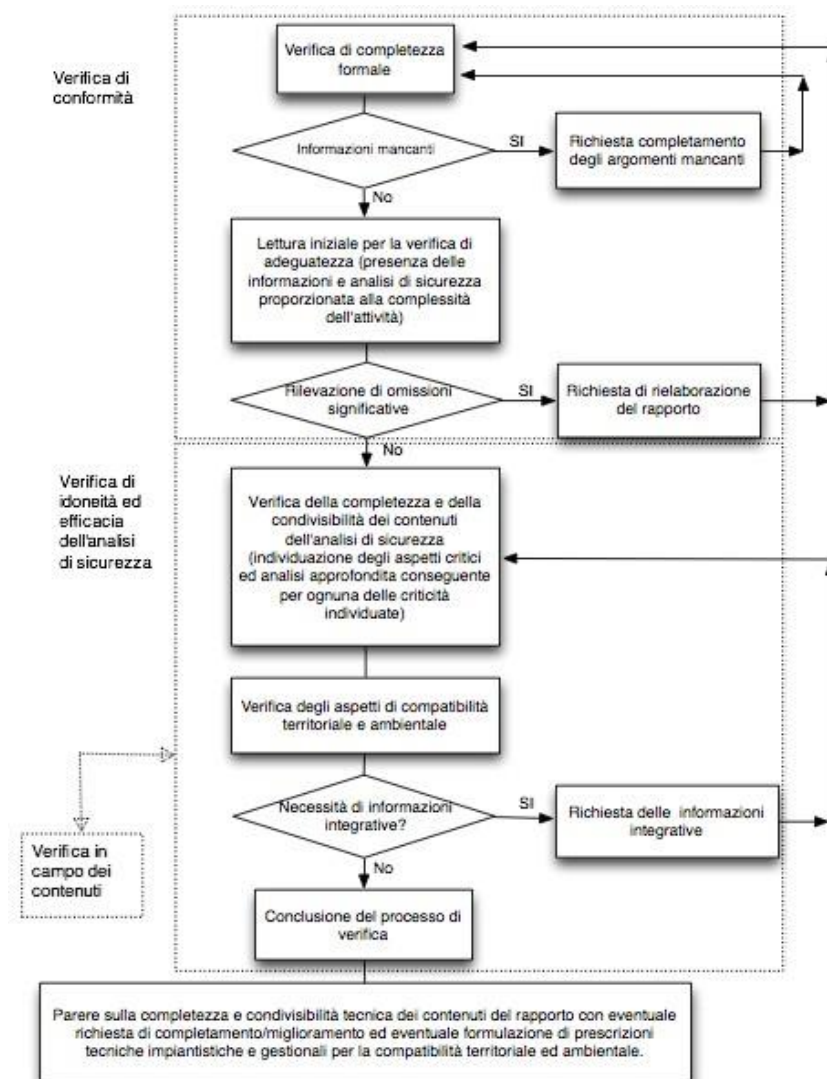 Verifica di
conformità
Verifica di completezza
formale
Informazioni mancanti
SI
Richiesta completamento
degli argomenti mancanti
No
Lettura iniziale per la verifica di
adeguatezza (presenza delle
informazioni e analisi di sicurezza
proporzionata alla complessità
dell'attività)
Rilevazione di omissioni
significative
SI
Richiesta di rielaborazione
del rapporto
No
Verifica di
idoneità ed
efficacia
dell'analisi
di sicurezza
Verifica della completezza e della
condivisibilità dei contenuti
dell'analisi di sicurezza
(individuazione degli aspetti critici
ed analisi approfondita conseguente
per ognuna delle criticità
individuate)
Verifica degli aspetti di compatibilità
territoriale e ambientale
Necessità di informazioni
integrative?
SI
Richiesta delle informazioni
integrative
No
Verifica in
campo dei
contenuti
Conclusione del processo di
verifica
Parere sulla completezza e condivisibilità tecnica dei contenuti del rapporto con eventuale
richiesta di completamento/miglioramento ed eventuale formulazione di prescrizioni
tecniche impiantistiche e gestionali per la compatibilità territoriale ed ambientale.